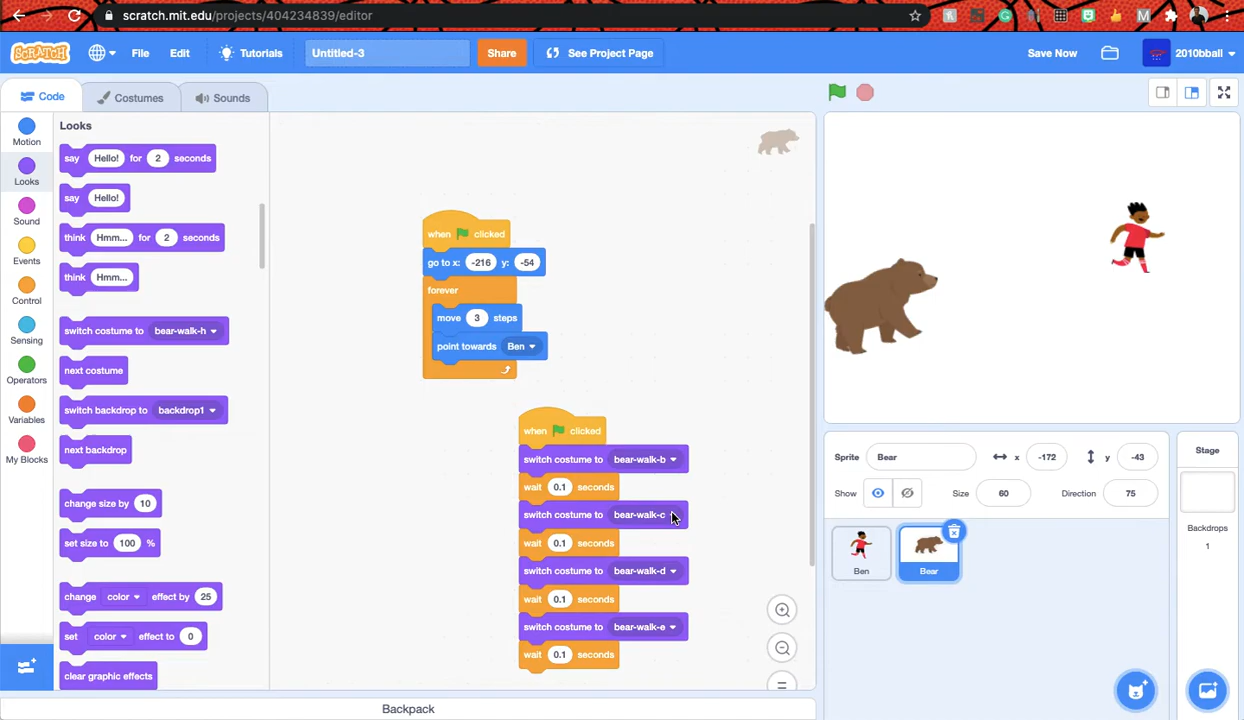 scratch.mit.edu/projects/404234839/editor
SCRATCH File Edit Tutorials Untitled-3 Share See Project Page Save Now 2010bball
Code Costumes Sounds
Motion
Looks
Sound
Events
Control
Sensing
Operators
Variables
My Blocks
Looks
say Hello! for 2 seconds
say Hello!
think Hmm... for 2 seconds
think Hmm...
switch costume to bear-walk-h
next costume
switch backdrop to backdrop1
next backdrop
change size by 10
set size to 100 %
change color effect by 25
set color effect to 0
clear graphic effects
when clicked
go to x: -216 y: -54
forever
move 3 steps
point towards Ben
when clicked
switch costume to bear-walk-b
wait 0.1 seconds
switch costume to bear-walk-c
wait 0.1 seconds
switch costume to bear-walk-d
wait 0.1 seconds
switch costume to bear-walk-e
wait 0.1 seconds
Sprite Bear x -172 y -43
Show Size 60 Direction 75
Ben Bear
Stage
Backdrops
1
Backpack